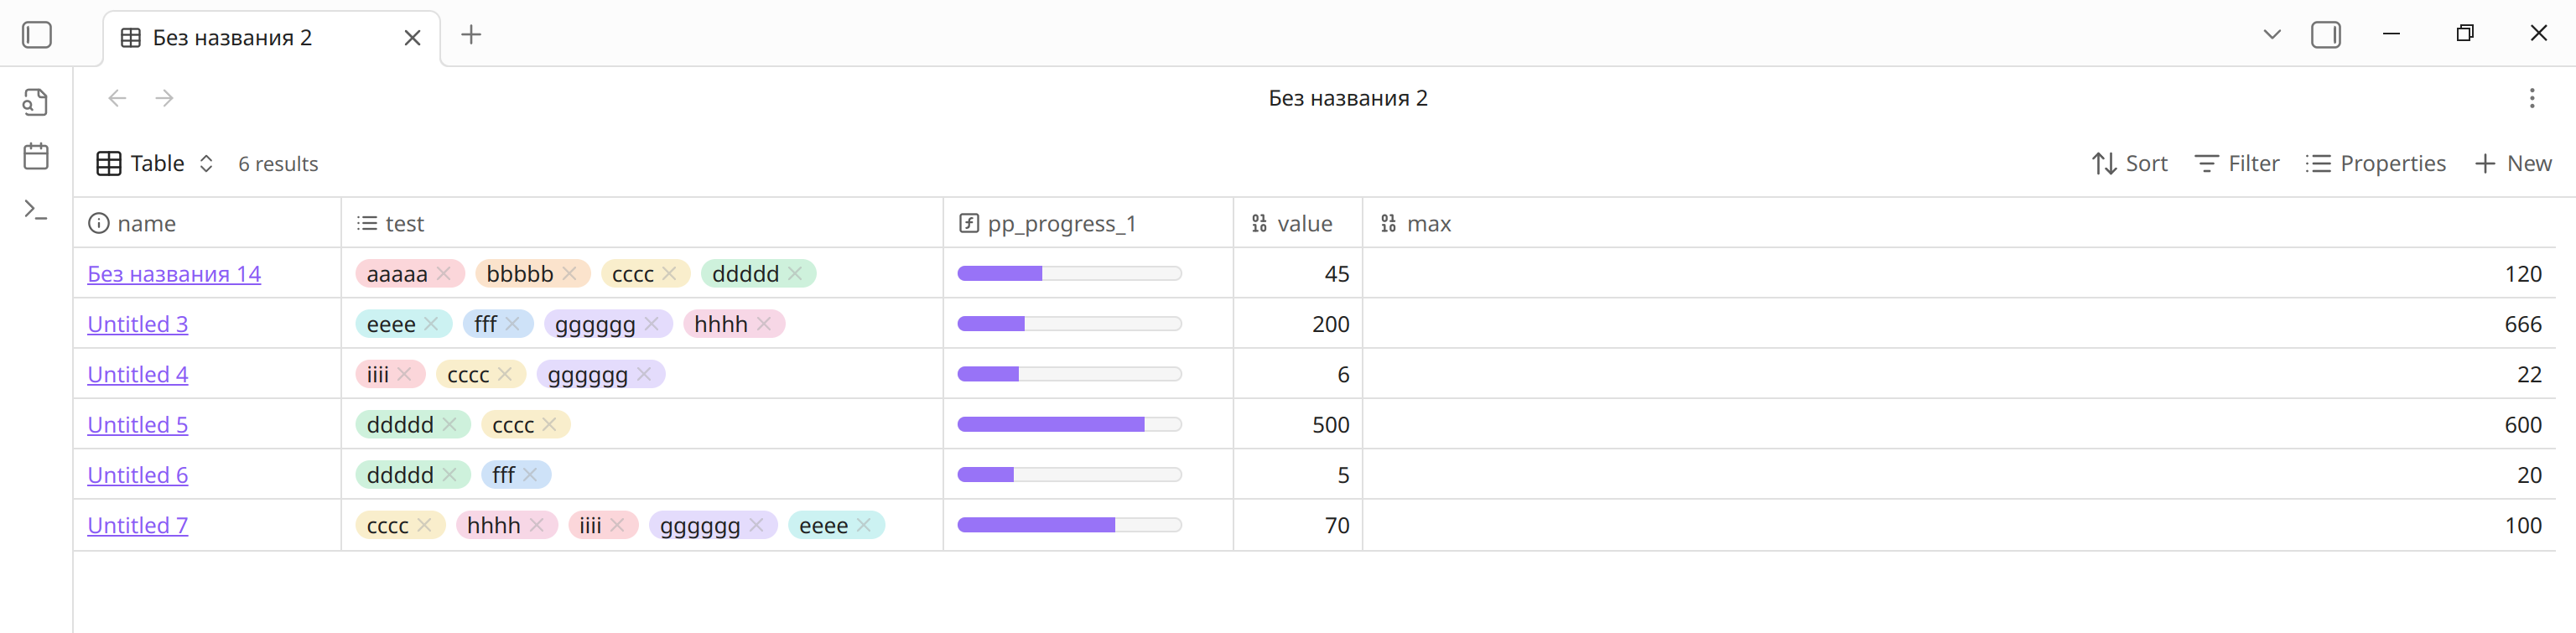 Без названия 2
Без названия 2
Table 6 results Sort Filter Properties New
name test pp_progress_1 value max
Без названия 14 aaaaa bbbbb cccc ddddd 45 120
Untitled 3 eeee fff gggggg hhhh 200 666
Untitled 4 iiii cccc gggggg 6 22
Untitled 5 ddddd cccc 500 600
Untitled 6 ddddd fff 5 20
Untitled 7 cccc hhhh iiii gggggg eeee 70 100